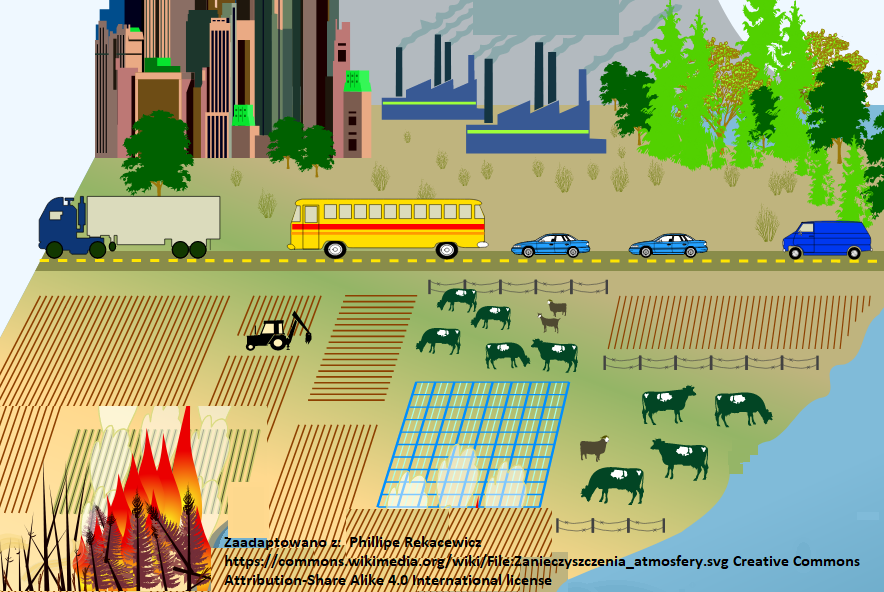 Zaadaptowano z:  Phillipe Rekacewicz
https://commons.wikimedia.org/wiki/File:Zanieczyszczenia_atmosfery.svg Creative Commons
Attribution-Share Alike 4.0 International license